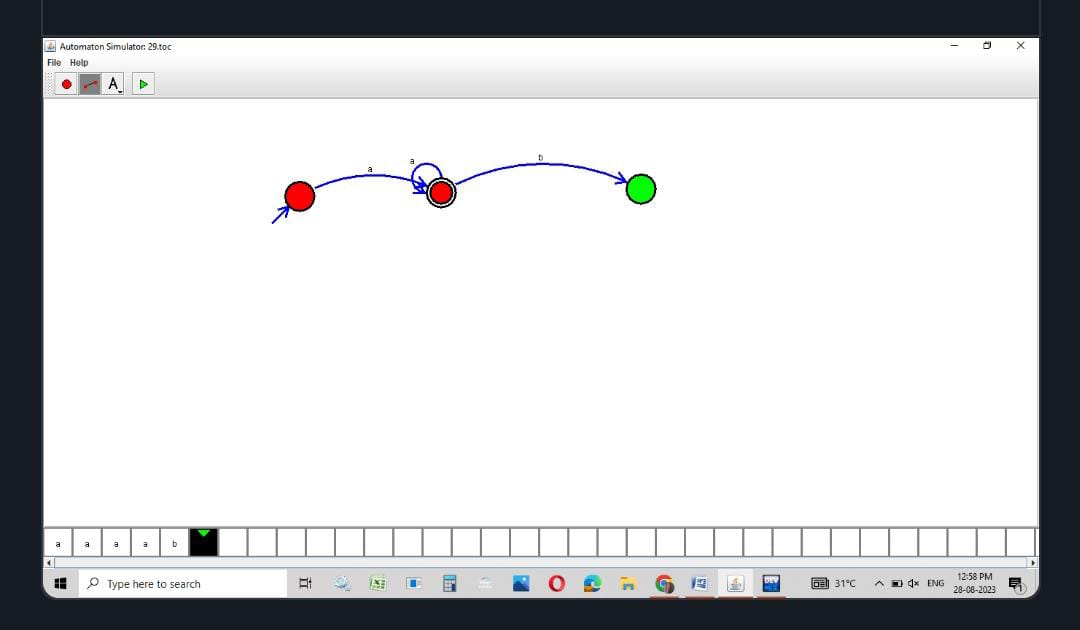 Automaton Simulator: 29.toc
File Help
A
a
a
b
a a a a b
Type here to search
31°C
ENG
12:58 PM
28-08-2023